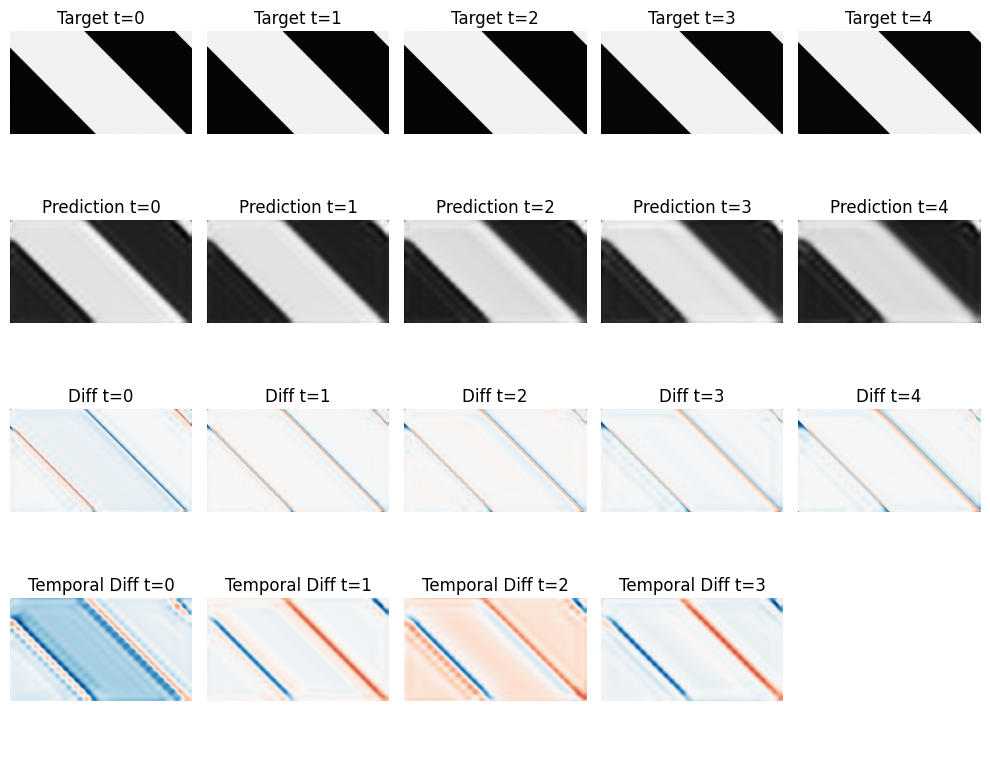 Target t=0 Target t=1 Target t=2 Target t=3 Target t=4
Prediction t=0 Prediction t=1 Prediction t=2 Prediction t=3 Prediction t=4
Diff t=0 Diff t=1 Diff t=2 Diff t=3 Diff t=4
Temporal Diff t=0 Temporal Diff t=1 Temporal Diff t=2 Temporal Diff t=3